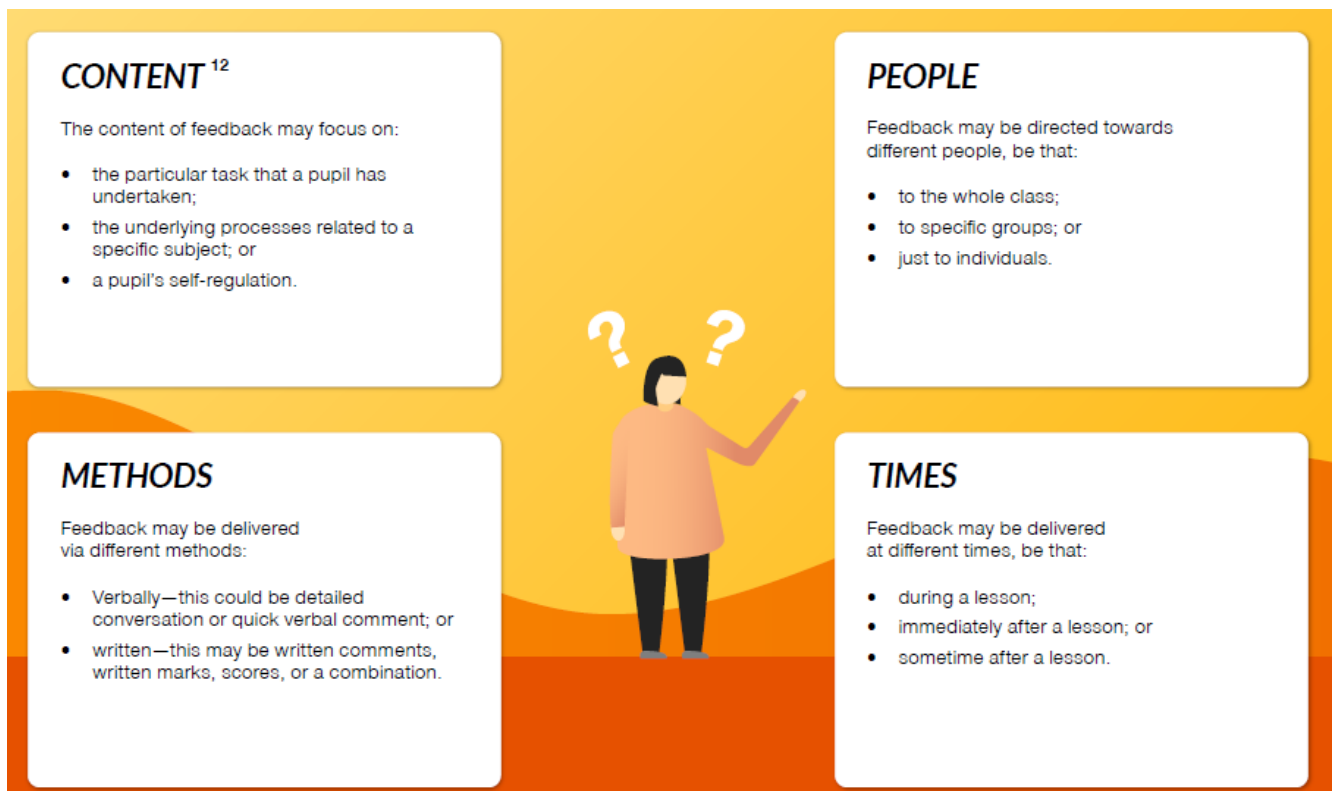 CONTENT 12
The content of feedback may focus on:
• the particular task that a pupil has
undertaken;
• the underlying processes related to a
specific subject; or
• a pupil's self-regulation.
PEOPLE
Feedback may be directed towards
different people, be that:
• to the whole class;
• to specific groups; or
• just to individuals.
? ?
METHODS
Feedback may be delivered
via different methods:
• Verbally—this could be detailed
conversation or quick verbal comment; or
• written—this may be written comments,
written marks, scores, or a combination.
TIMES
Feedback may be delivered
at different times, be that:
• during a lesson;
• immediately after a lesson; or
• sometime after a lesson.